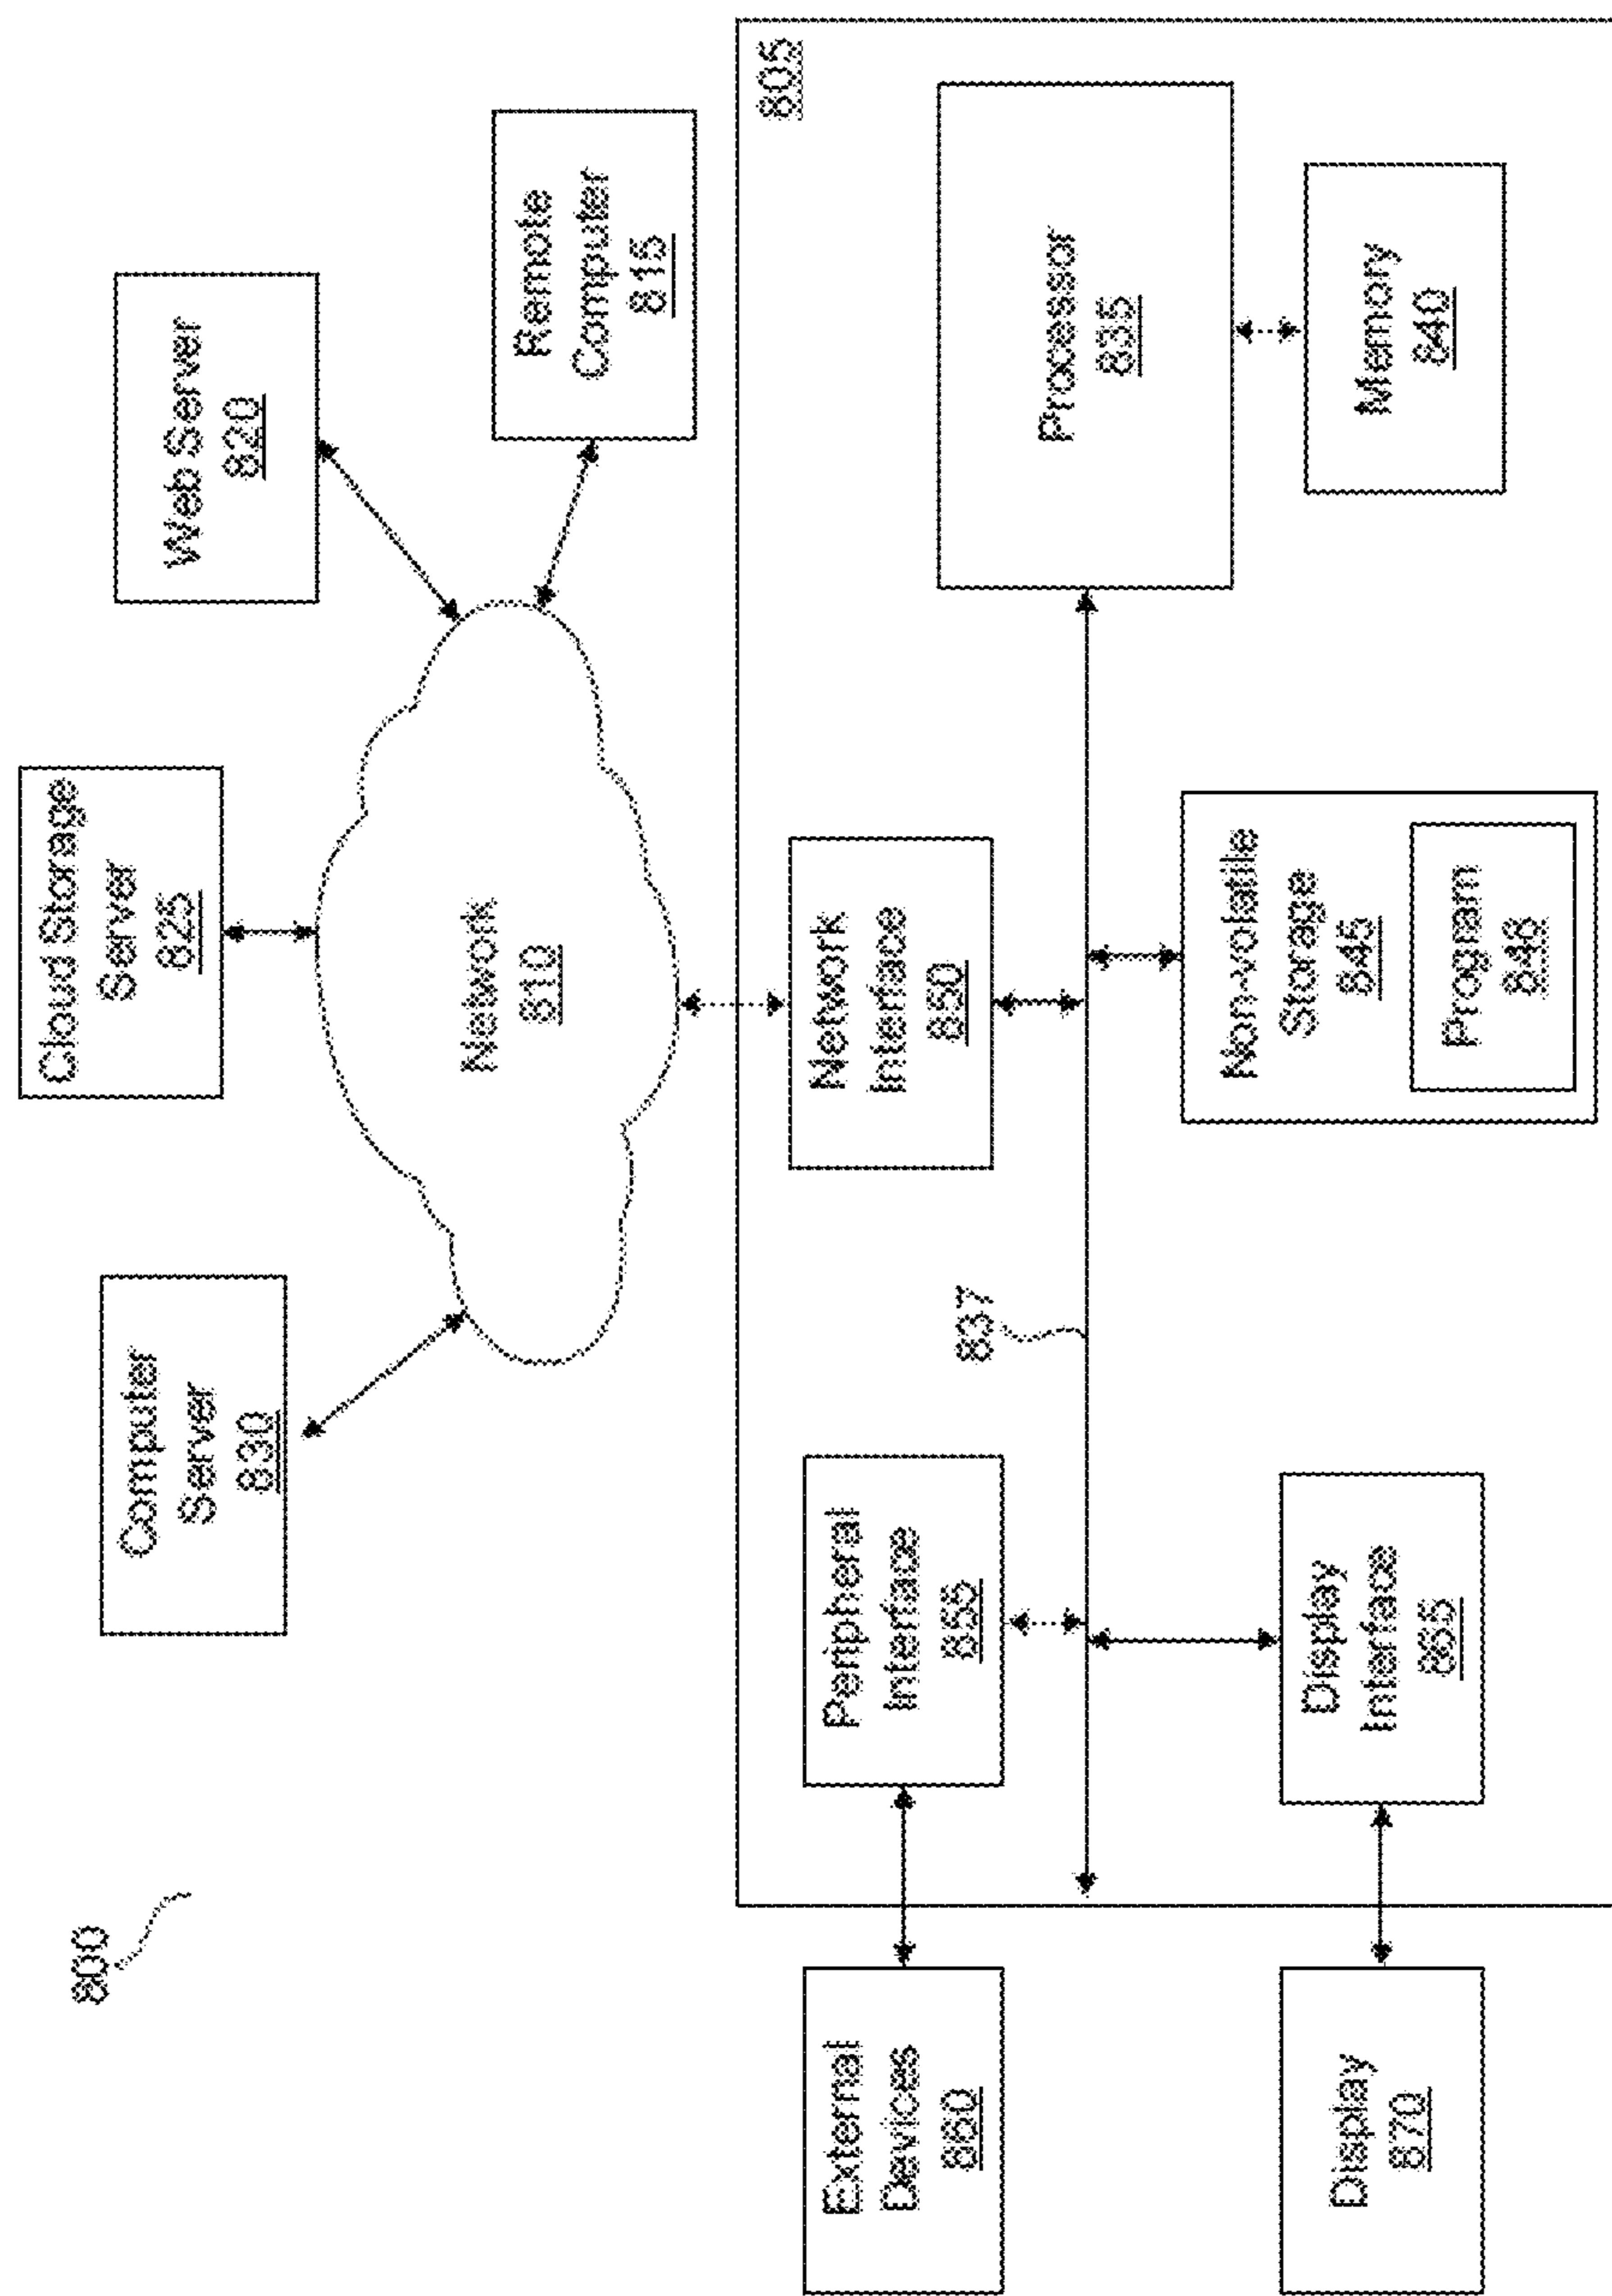 800
Computer
Server
830
Cloud Storage
Server
825
Web Server
820
Remote
Computer
815
Network
810
805
External
Devices
860
Peripheral
Interface
855
Network
Interface
850
837
Processor
835
Display
870
Display
Interface
865
Non-volatile
Storage
845
Program
848
Memory
840